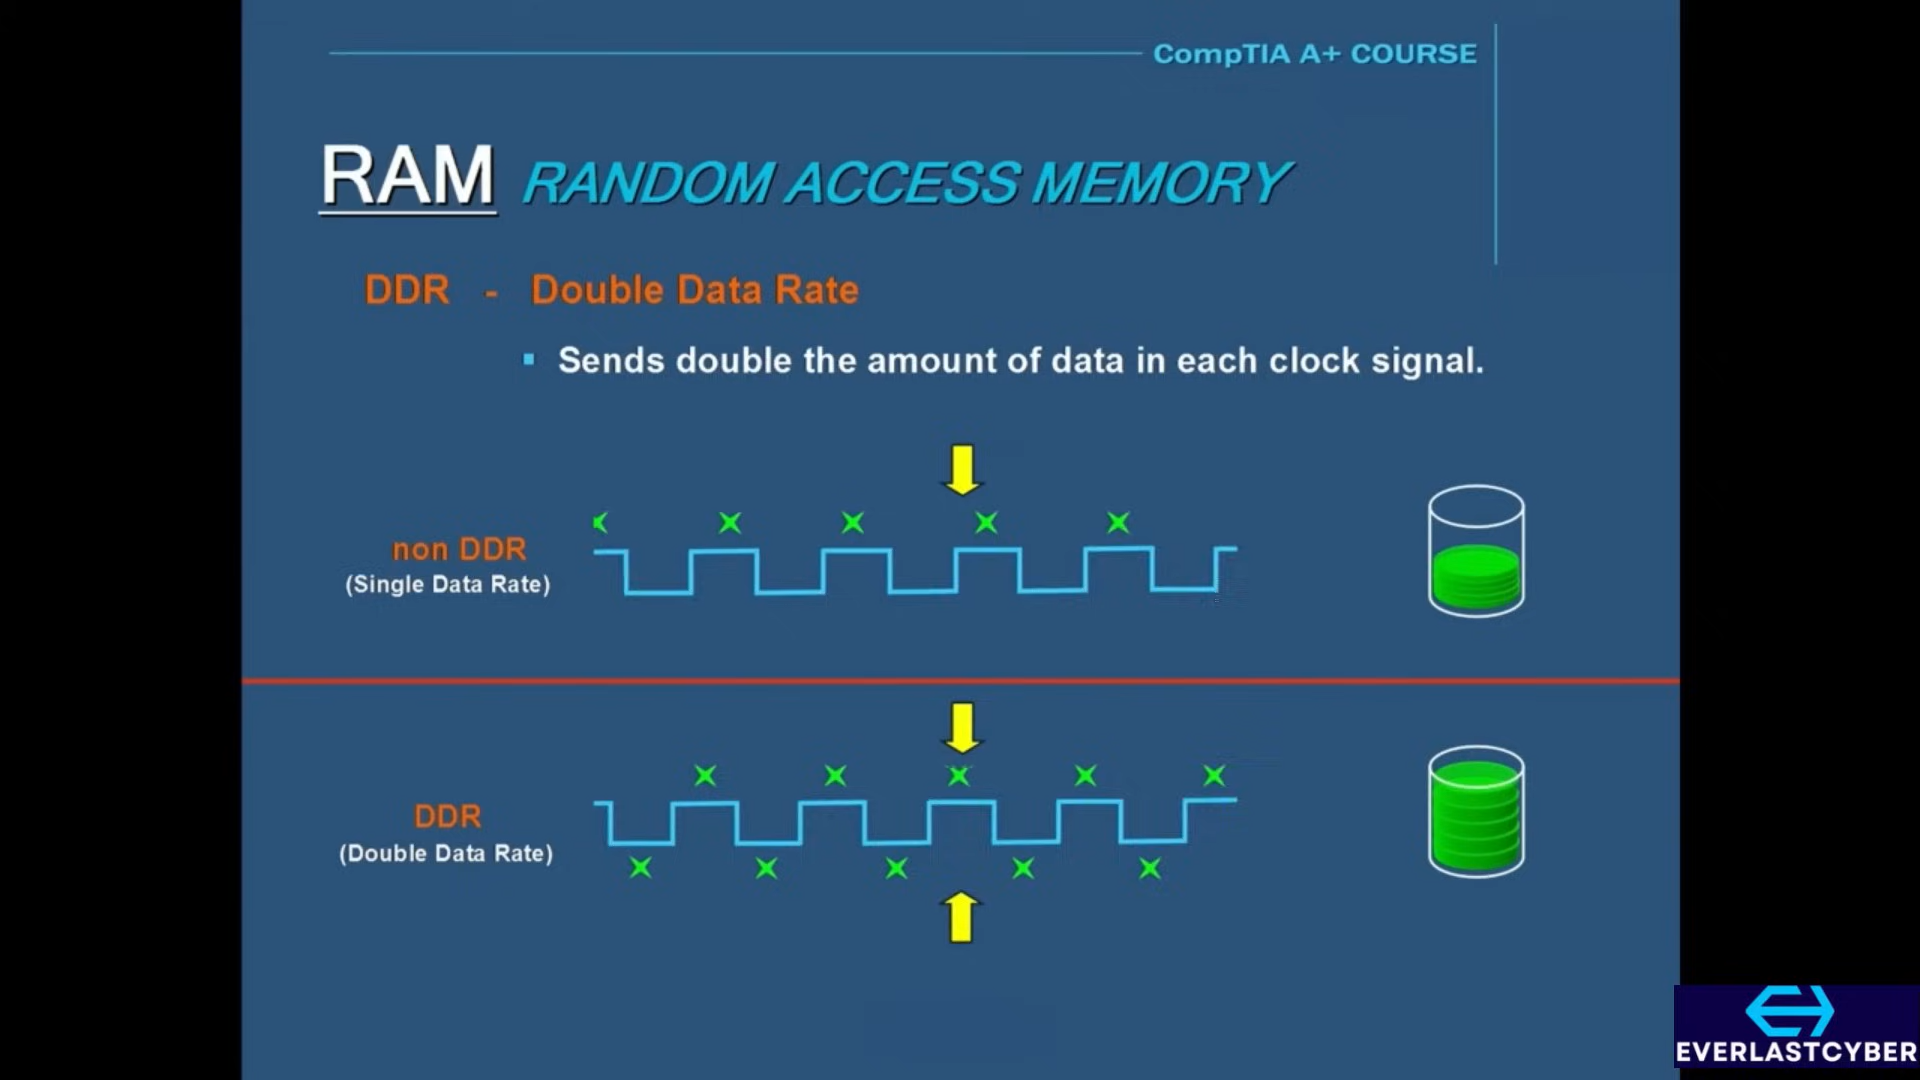 CompTIA A+ COURSE
RAM RANDOM ACCESS MEMORY
DDR - Double Data Rate
▪ Sends double the amount of data in each clock signal.
non DDR
(Single Data Rate)
DDR
(Double Data Rate)
EVERLASTCYBER